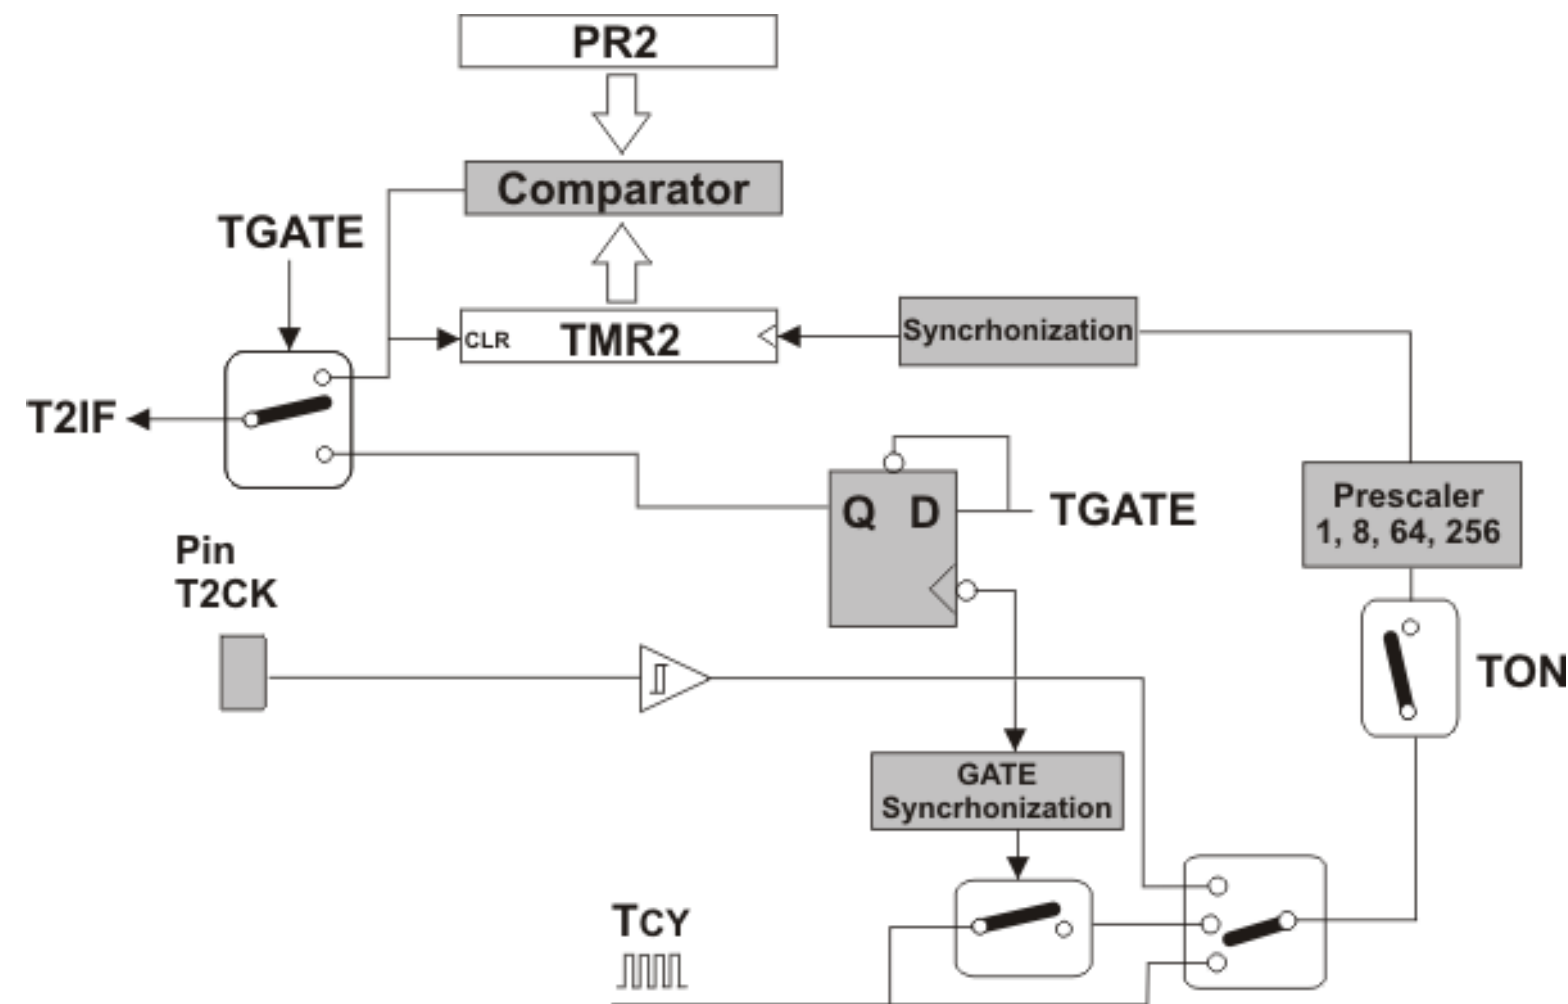 PR2
Comparator
TGATE
CLR TMR2
Syncrhonization
T2IF
Q D
TGATE
Prescaler
1, 8, 64, 256
Pin
T2CK
TON
GATE
Syncrhonization
TCY